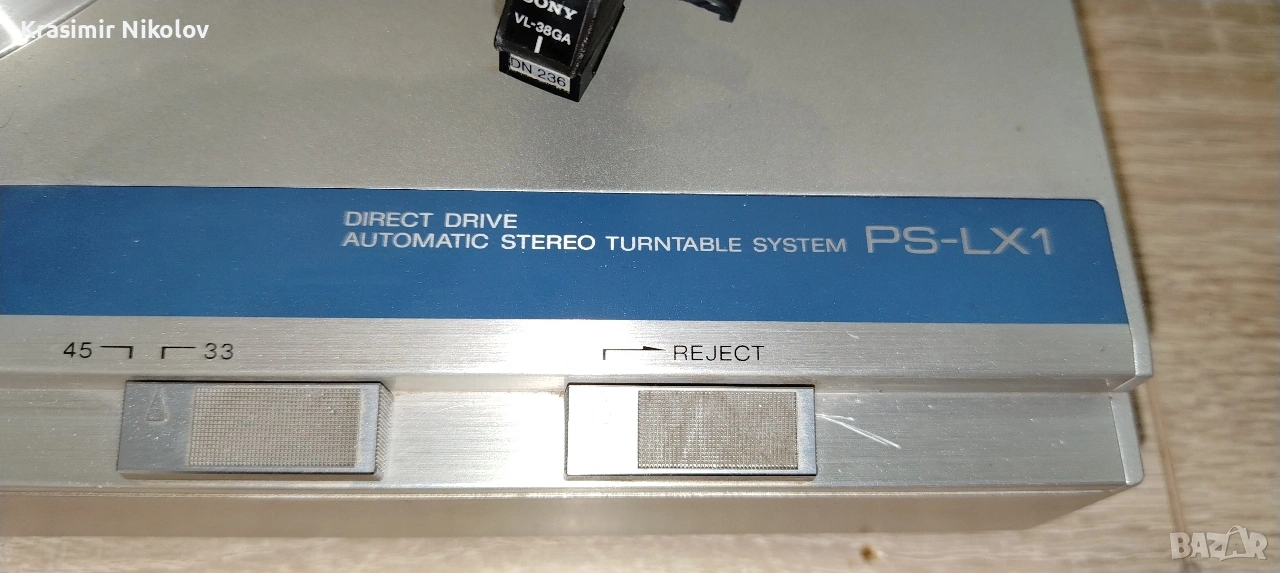 Krasimir Nikolov
SONY
VL-38GA
DN 236
DIRECT DRIVE
AUTOMATIC STEREO TURNTABLE SYSTEM PS-LX1
45 33
REJECT
BAZAR